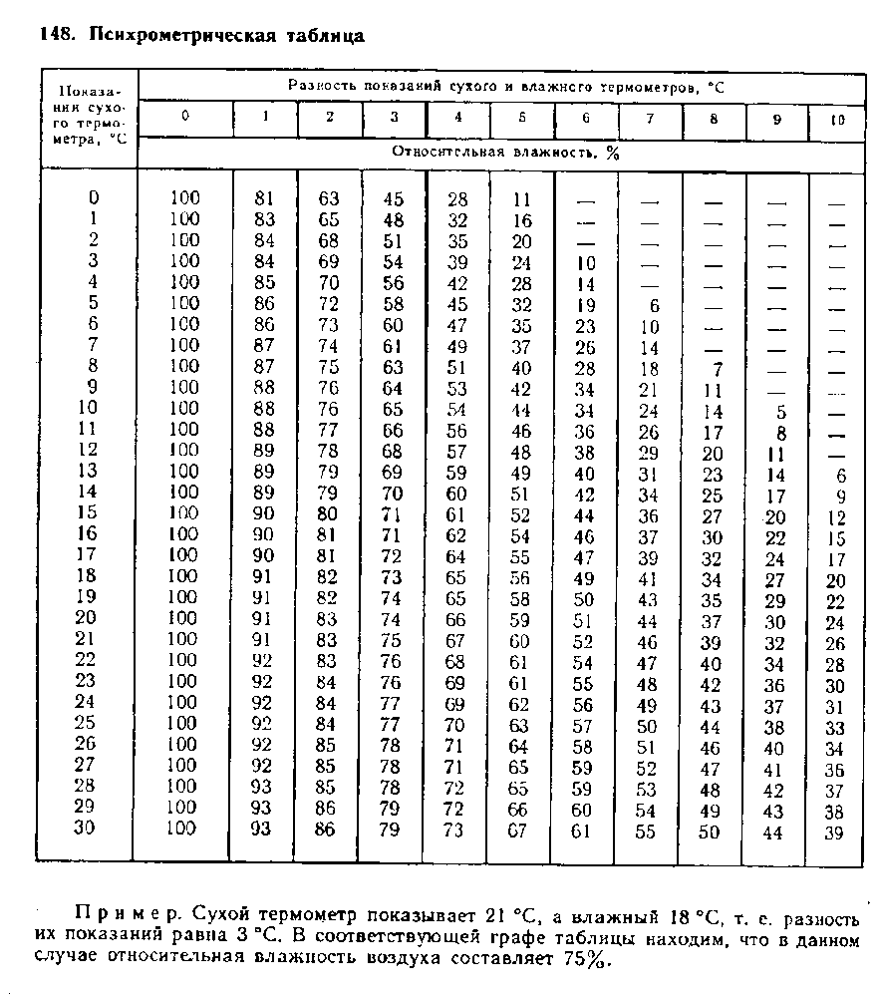 148. Психрометрическая таблица
Показа-
ния сухо-
го термо-
метра, °С
Разность показаний сухого и влажного термометров, °С
0 1 2 3 4 5 6 7 8 9 10
Относительная влажность, %
0 100 81 63 45 28 11 — — — — —
1 100 83 65 48 32 16 — — — — —
2 100 84 68 51 35 20 — — — — —
3 100 84 69 54 39 24 10 — — — —
4 100 85 70 56 42 28 14 — — — —
5 100 86 72 58 45 32 19 6 — — —
6 100 86 73 60 47 35 23 10 — — —
7 100 87 74 61 49 37 26 14 — — —
8 100 87 75 63 51 40 28 18 7 — —
9 100 88 76 64 53 42 34 21 11 — —
10 100 88 76 65 54 44 34 24 14 5 —
11 100 88 77 66 56 46 36 26 17 8 —
12 100 89 78 68 57 48 38 29 20 11 —
13 100 89 79 69 59 49 40 31 23 14 6
14 100 89 79 70 60 51 42 34 25 17 9
15 100 90 80 71 61 52 44 36 27 20 12
16 100 90 81 71 62 54 46 37 30 22 15
17 100 90 81 72 64 55 47 39 32 24 17
18 100 91 82 73 65 56 49 41 34 27 20
19 100 91 82 74 65 58 50 43 35 29 22
20 100 91 83 74 66 59 51 44 37 30 24
21 100 91 83 75 67 60 52 46 39 32 26
22 100 92 83 76 68 61 54 47 40 34 28
23 100 92 84 76 69 61 55 48 42 36 30
24 100 92 84 77 69 62 56 49 43 37 31
25 100 92 84 77 70 63 57 50 44 38 33
26 100 92 85 78 71 64 58 51 46 40 34
27 100 92 85 78 71 65 59 52 47 41 36
28 100 93 85 78 72 65 59 53 48 42 37
29 100 93 86 79 72 66 60 54 49 43 38
30 100 93 86 79 73 67 61 55 50 44 39
Пример. Сухой термометр показывает 21 °С, а влажный 18 °С, т. е. разность
их показаний равна 3 °С. В соответствующей графе таблицы находим, что в данном
случае относительная влажность воздуха составляет 75%.